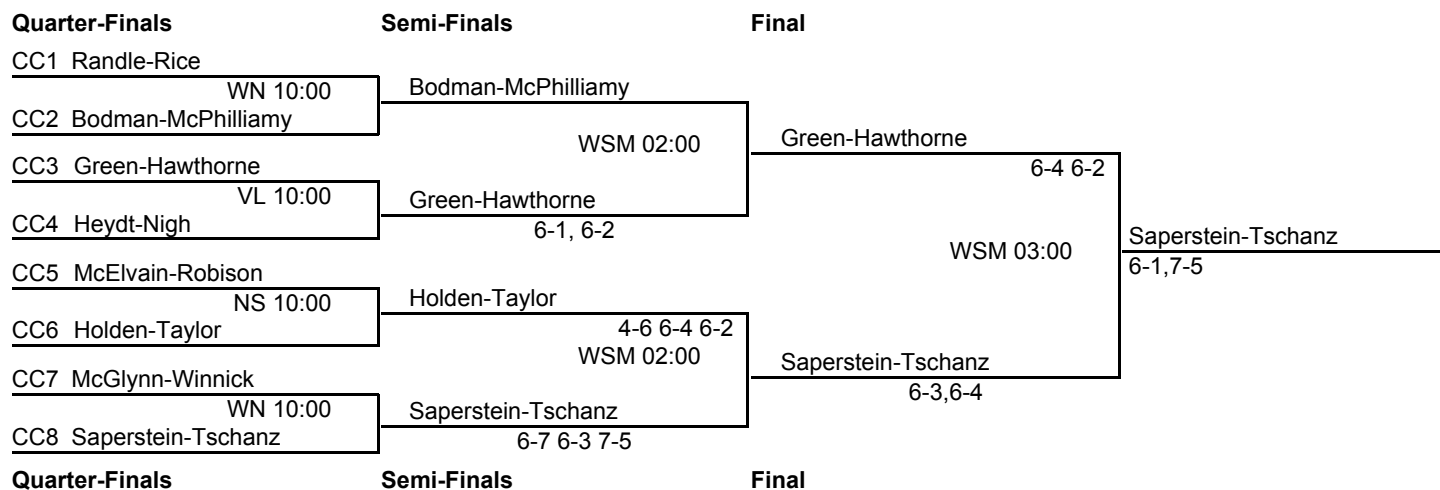 Quarter-Finals Semi-Finals Final
CC1 Randle-Rice
WN 10:00
Bodman-McPhilliamy
CC2 Bodman-McPhilliamy
WSM 02:00
Green-Hawthorne
CC3 Green-Hawthorne
6-4 6-2
VL 10:00
Green-Hawthorne
CC4 Heydt-Nigh
6-1, 6-2
Saperstein-Tschanz
WSM 03:00
6-1,7-5
CC5 McElvain-Robison
NS 10:00
Holden-Taylor
CC6 Holden-Taylor
4-6 6-4 6-2
WSM 02:00
Saperstein-Tschanz
CC7 McGlynn-Winnick
6-3,6-4
WN 10:00
Saperstein-Tschanz
CC8 Saperstein-Tschanz
6-7 6-3 7-5
Quarter-Finals Semi-Finals Final